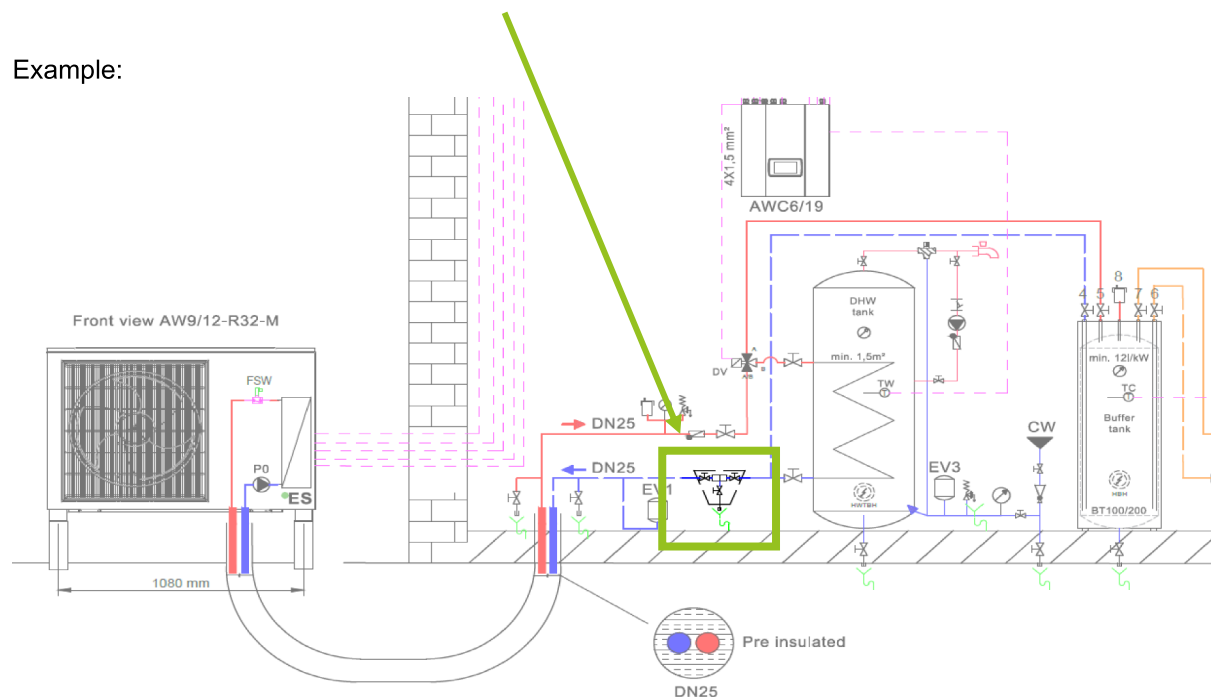 Example:
4X1,5 mm²
AWC6/19
Front view AW9/12-R32-M
FSW
P0
ES
1080 mm
DN25
DN25
EV1
DV
A
B
A/B
DHW
tank
min. 1,5m²
TW
HWTBH
EV3
CW
4
5
8
7
6
min. 12l/kW
TC
Buffer
tank
HBH
BT100/200
Pre insulated
DN25